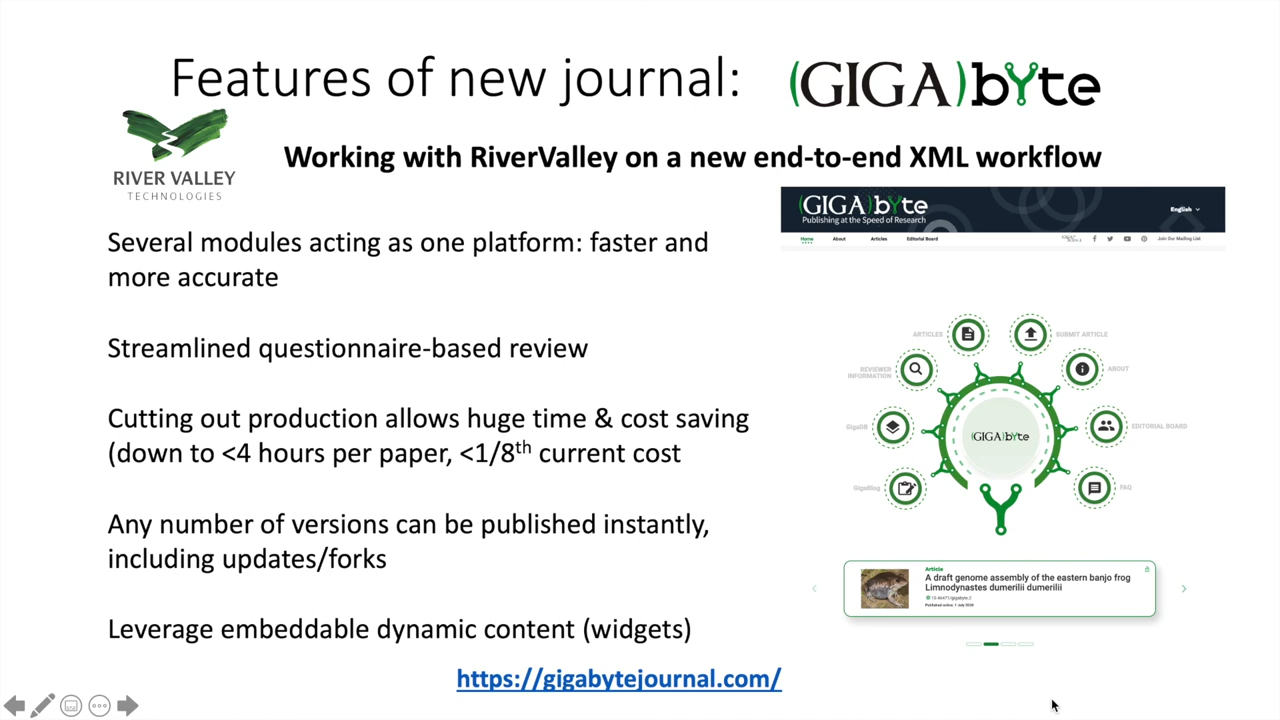 Features of new journal:
(GIGA)byte
RIVER VALLEY
TECHNOLOGIES
Working with RiverValley on a new end-to-end XML workflow
Several modules acting as one platform: faster and
more accurate
Streamlined questionnaire-based review
Cutting out production allows huge time & cost saving
(down to <4 hours per paper, <1/8th current cost
Any number of versions can be published instantly,
including updates/forks
Leverage embeddable dynamic content (widgets)
https://gigabytejournal.com/
(GIGA)byte
Publishing at the Speed of Research
English
Home About Articles Editorial Board
Join Our Mailing List
ARTICLES
SUBMIT ARTICLE
REVIEWER
INFORMATION
ABOUT
GigaDB
(GIGA)byte
EDITORIAL BOARD
GigaBlog
FAQ
Article
A draft genome assembly of the eastern banjo frog
Limnodynastes dumerilii dumerilii
Published online: 1 July 2020